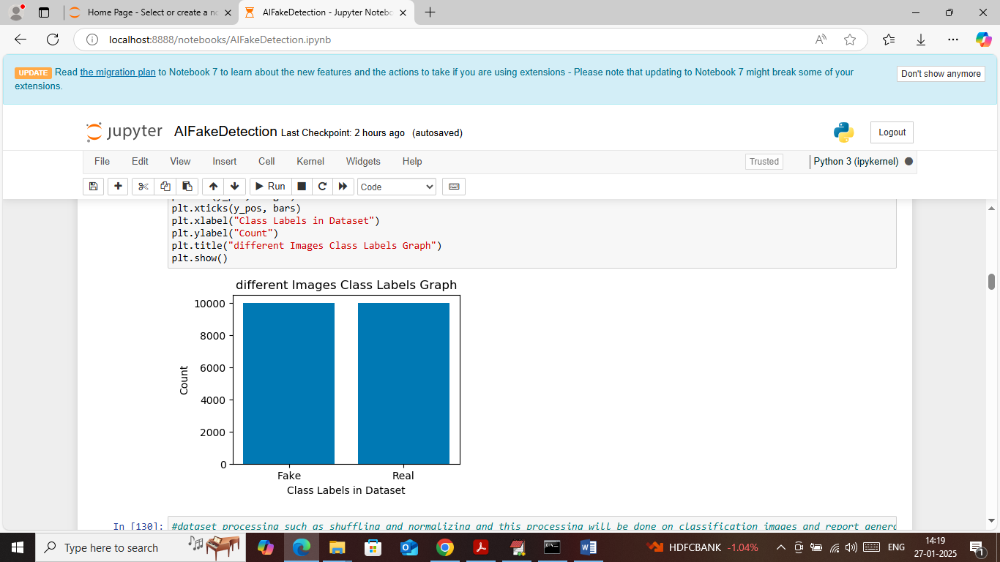 Home Page - Select or create a no
AIFakeDetection - Jupyter Notebo
localhost:8888/notebooks/AIFakeDetection.ipynb
UPDATE Read the migration plan to Notebook 7 to learn about the new features and the actions to take if you are using extensions - Please note that updating to Notebook 7 might break some of your
extensions.
Don't show anymore
jupyter AIFakeDetection Last Checkpoint: 2 hours ago (autosaved)
Logout
File Edit View Insert Cell Kernel Widgets Help
Trusted
Python 3 (ipykernel)
Run
Code
plt.xticks(y_pos, bars)
plt.xlabel("Class Labels in Dataset")
plt.ylabel("Count")
plt.title("different Images Class Labels Graph")
plt.show()
different Images Class Labels Graph
10000
8000
6000
4000
2000
0
Count
Fake Real
Class Labels in Dataset
In [130]: #dataset processing such as shuffling and normalizing and this processing will be done on classification images and report genera
Type here to search
HDFCBANK -1.04%
ENG
14:19
27-01-2025
1